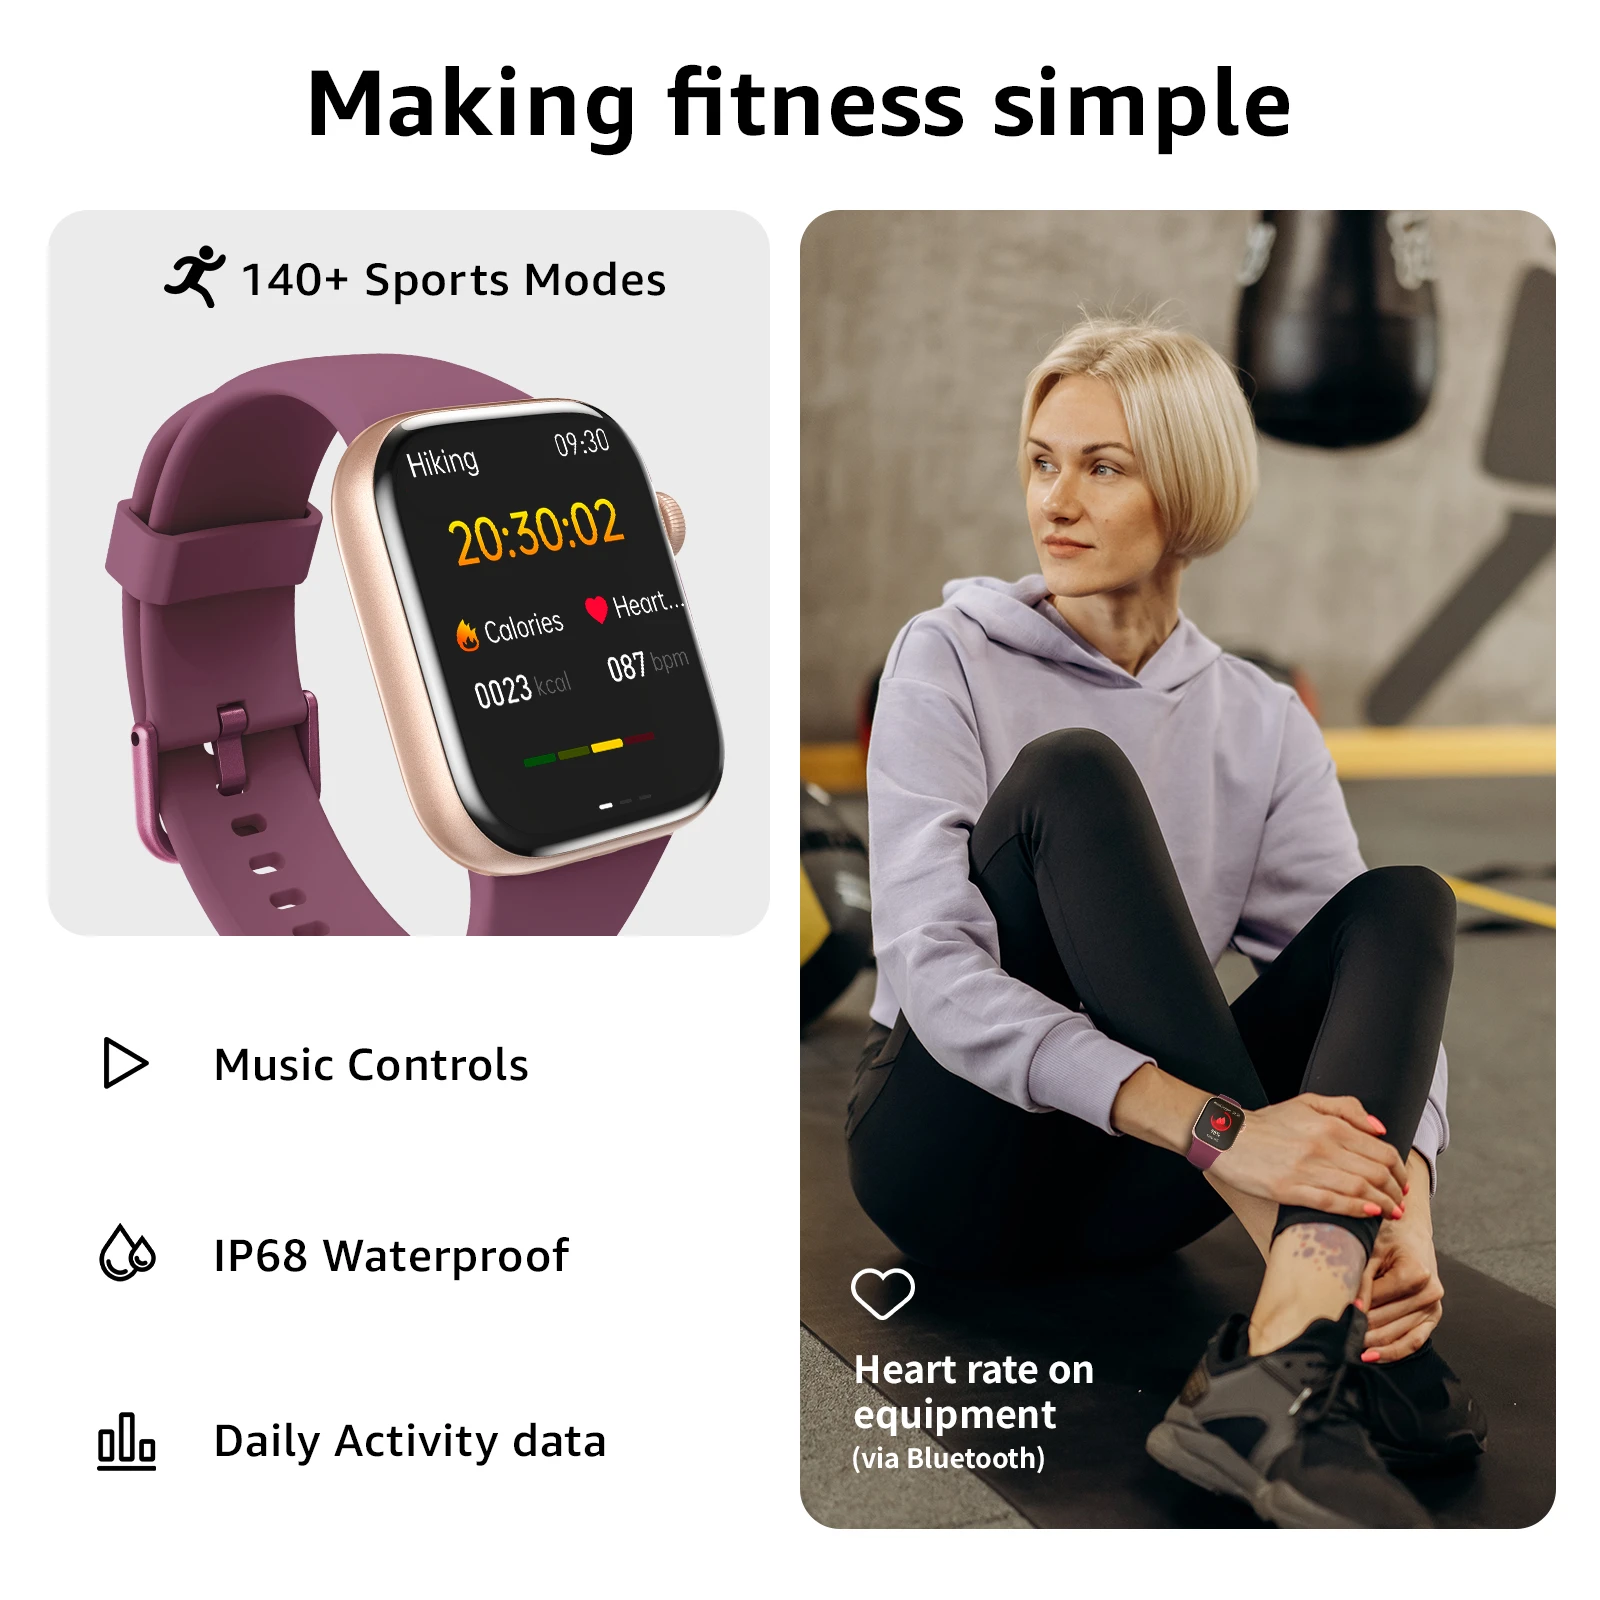 Making fitness simple
140+ Sports Modes
Hiking
09:30
20:30:02
Calories
Heart...
0023 kcal
087 bpm
Music Controls
IP68 Waterproof
Daily Activity data
Heart rate on
equipment
(via Bluetooth)